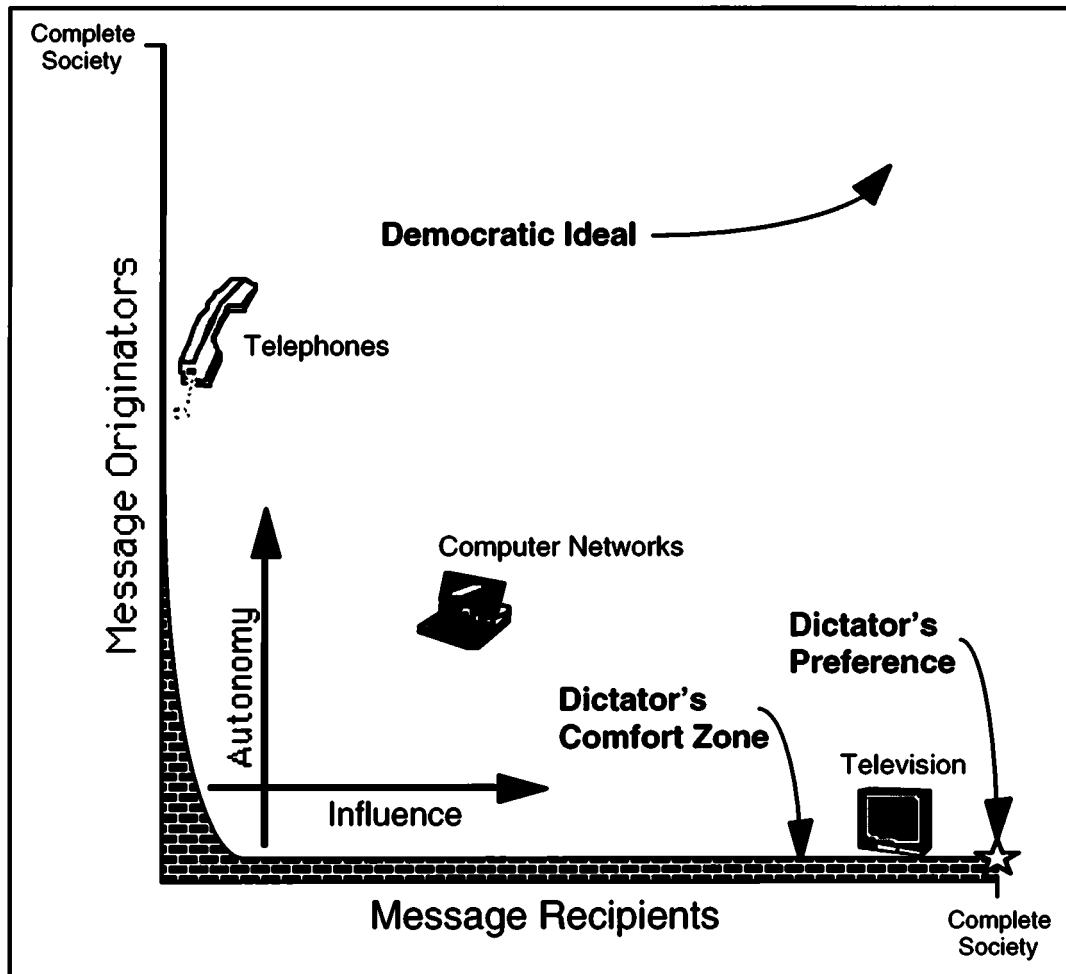 Complete
Society
Democratic Ideal
Message Originators
Telephones
Computer Networks
Autonomy
Dictator's
Preference
Dictator's
Comfort Zone
Television
Influence
Message Recipients
Complete
Society